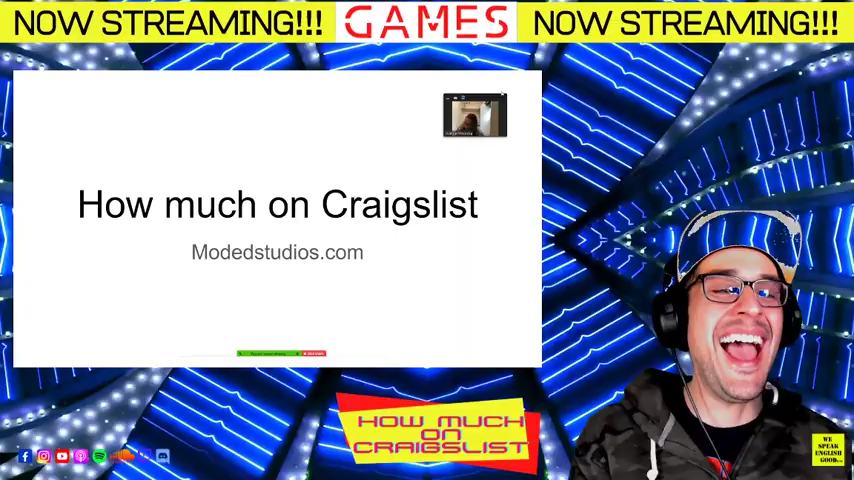 NOW STREAMING!!! GAMES NOW STREAMING!!!
How much on Craigslist
Modedstudios.com
HOW MUCH
ON
CRAIGSLIST
WE
SPEAK
ENGLISH
GOOD